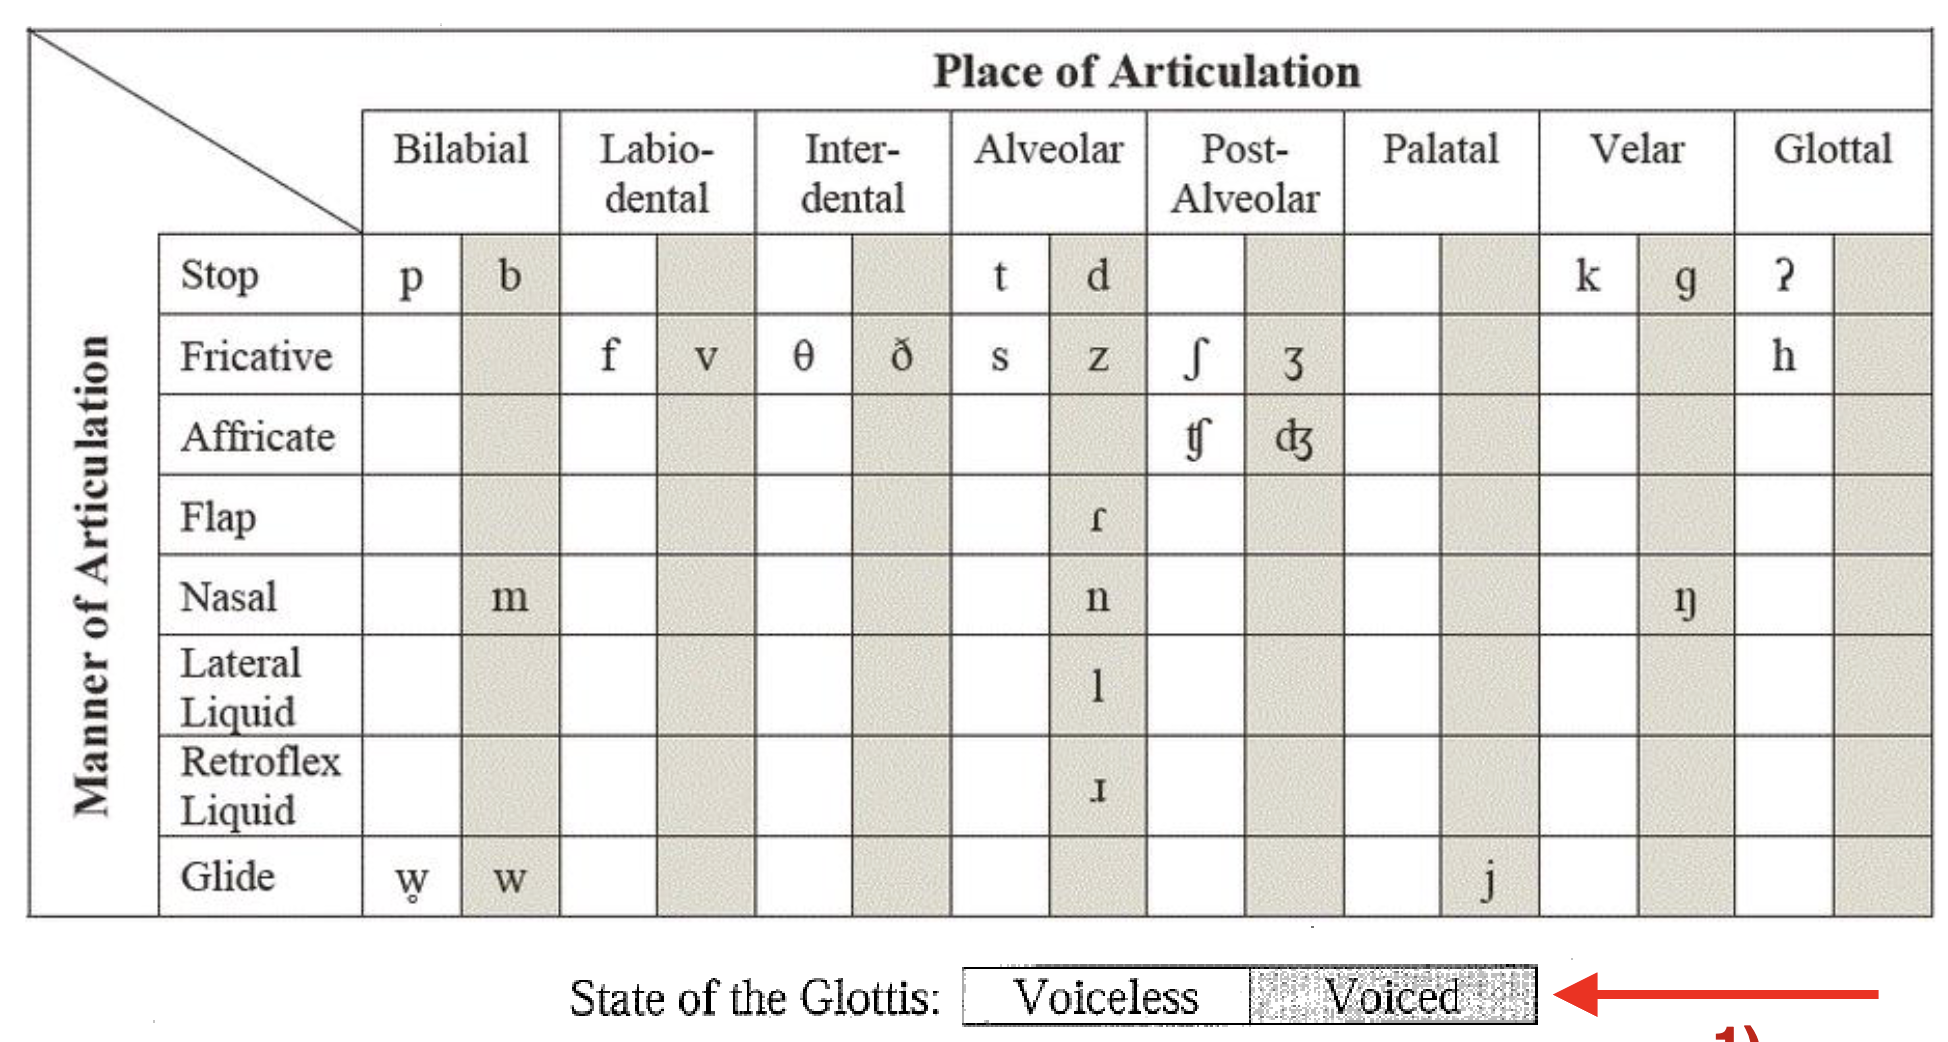 Place of Articulation
Bilabial Labio- Inter- Alveolar Post- Palatal Velar Glottal
dental dental Alveolar
Manner of Articulation
Stop p b t d k ɡ ʔ
Fricative f v θ ð s z ʃ ʒ h
Affricate ʧ ʤ
Flap ɾ
Nasal m n ŋ
Lateral l
Liquid
Retroflex ɹ
Liquid
Glide w̥ w j
State of the Glottis: Voiceless Voiced
1)